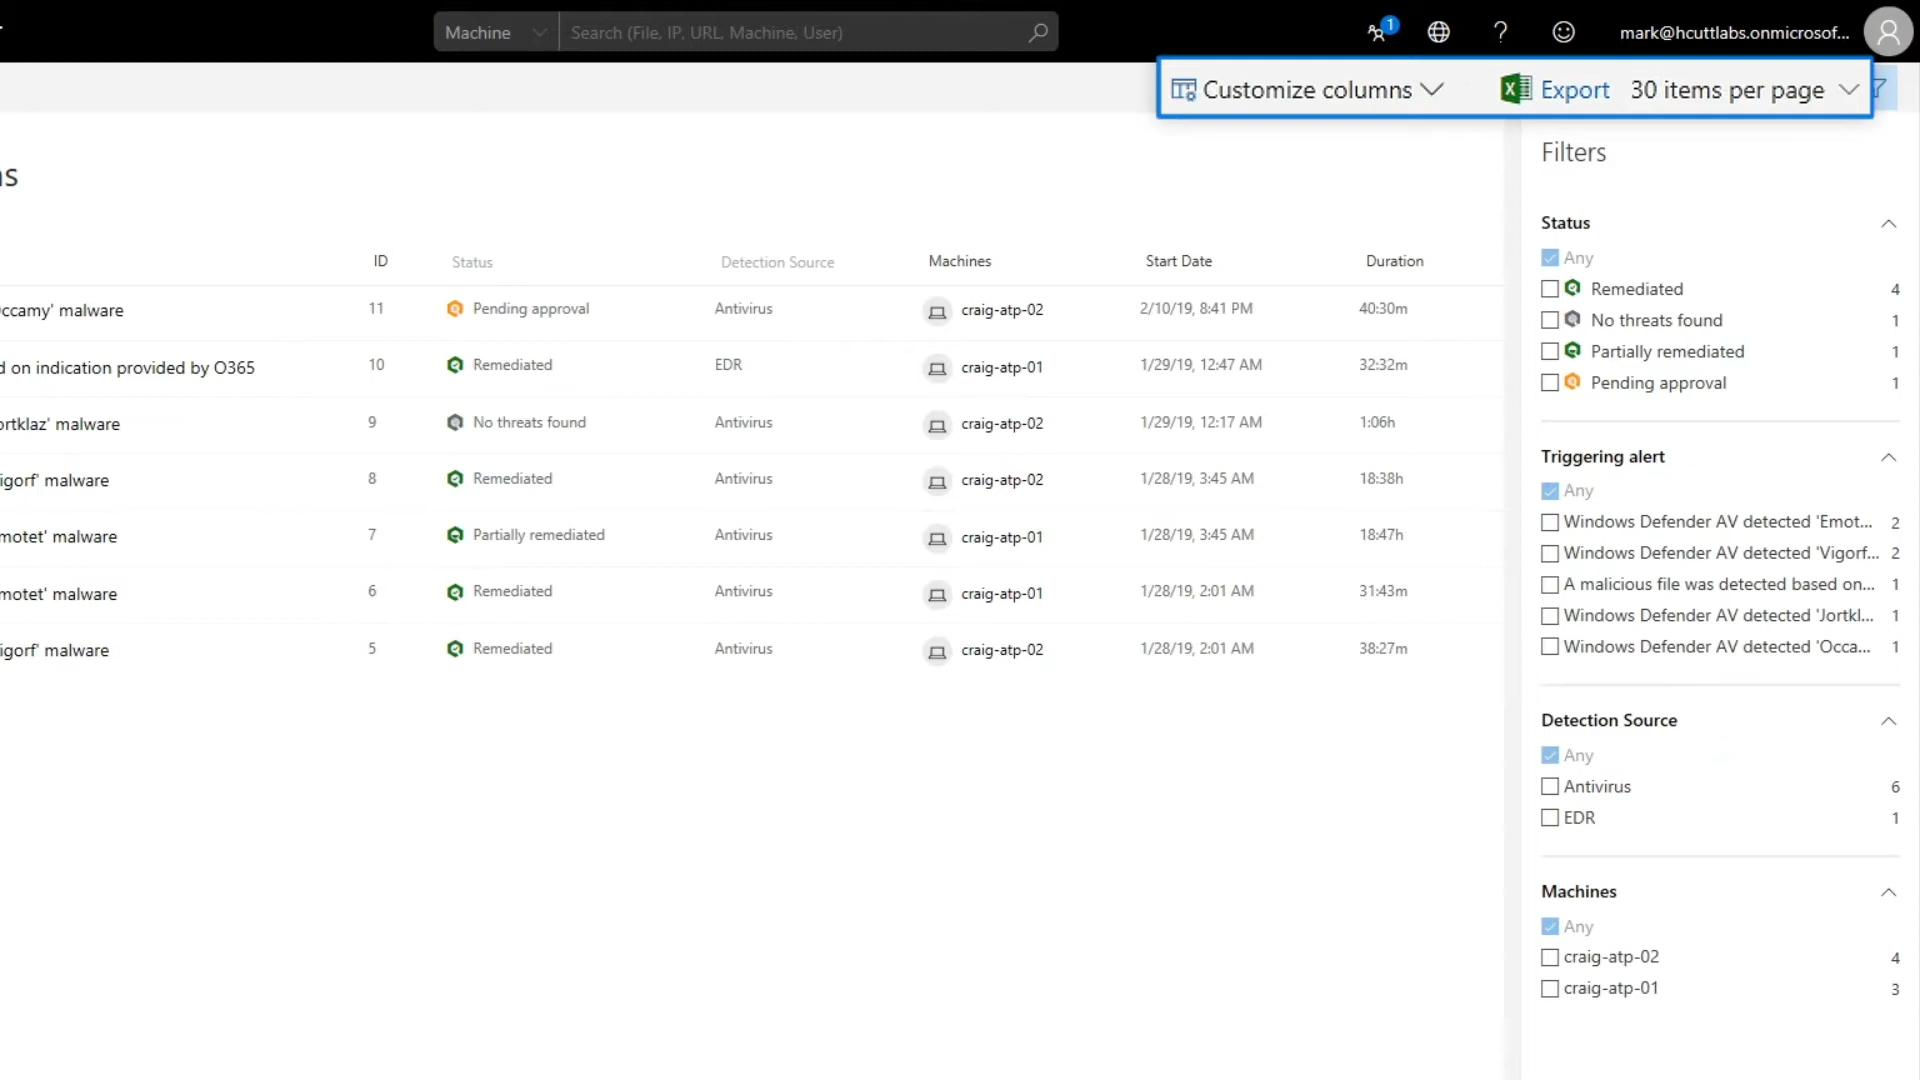 Machine
Search (File, IP, URL, Machine, User)
1
mark@hcuttlabs.onmicrosof...
Customize columns
Export
30 items per page
ns
ID Status Detection Source Machines Start Date Duration
ccamy' malware 11 Pending approval Antivirus craig-atp-02 2/10/19, 8:41 PM 40:30m
d on indication provided by O365 10 Remediated EDR craig-atp-01 1/29/19, 12:47 AM 32:32m
ortklaz' malware 9 No threats found Antivirus craig-atp-02 1/29/19, 12:17 AM 1:06h
igorf' malware 8 Remediated Antivirus craig-atp-02 1/28/19, 3:45 AM 18:38h
motet' malware 7 Partially remediated Antivirus craig-atp-01 1/28/19, 3:45 AM 18:47h
motet' malware 6 Remediated Antivirus craig-atp-01 1/28/19, 2:01 AM 31:43m
igorf' malware 5 Remediated Antivirus craig-atp-02 1/28/19, 2:01 AM 38:27m
Filters
Status
Any
Remediated 4
No threats found 1
Partially remediated 1
Pending approval 1
Triggering alert
Any
Windows Defender AV detected 'Emot... 2
Windows Defender AV detected 'Vigorf... 2
A malicious file was detected based on... 1
Windows Defender AV detected 'Jortkl... 1
Windows Defender AV detected 'Occa... 1
Detection Source
Any
Antivirus 6
EDR 1
Machines
Any
craig-atp-02 4
craig-atp-01 3